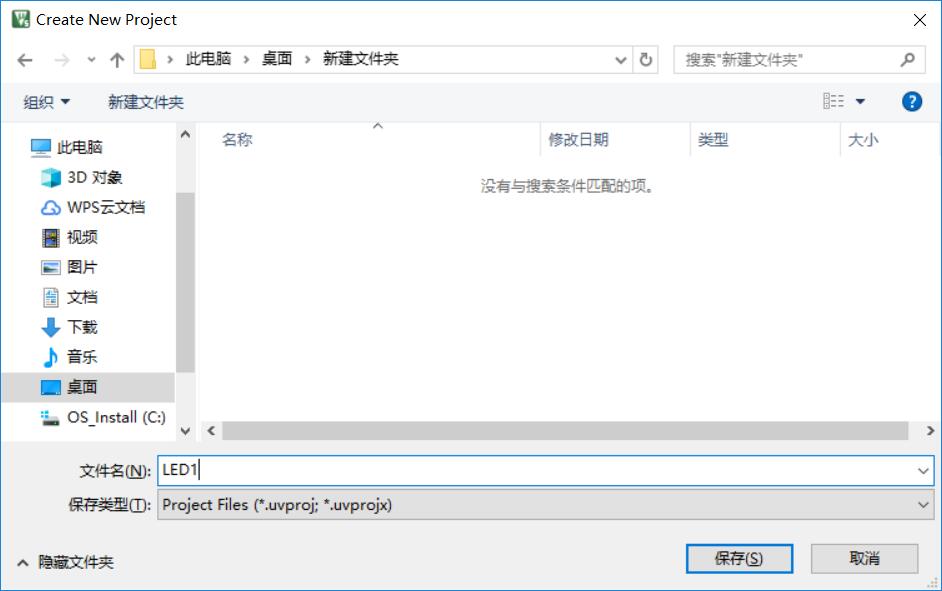 Create New Project
此电脑 桌面 新建文件夹
搜索"新建文件夹"
组织 新建文件夹
名称 修改日期 类型 大小
没有与搜索条件匹配的项。
此电脑
3D 对象
WPS云文档
视频
图片
文档
下载
音乐
桌面
OS_Install (C:)
文件名(N): LED1
保存类型(T): Project Files (*.uvproj; *.uvprojx)
隐藏文件夹 保存(S) 取消